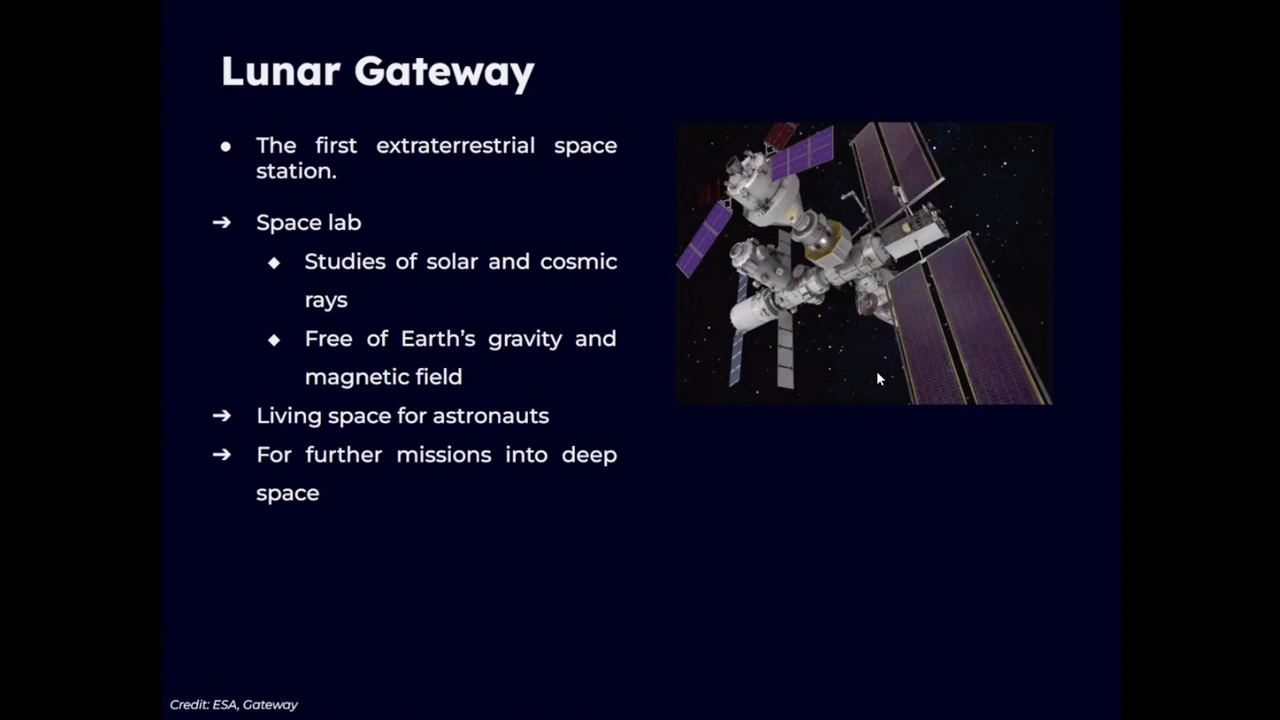 Lunar Gateway
● The first extraterrestrial space
station.
➔ Space lab
◆ Studies of solar and cosmic
rays
◆ Free of Earth’s gravity and
magnetic field
➔ Living space for astronauts
➔ For further missions into deep
space
Credit: ESA, Gateway